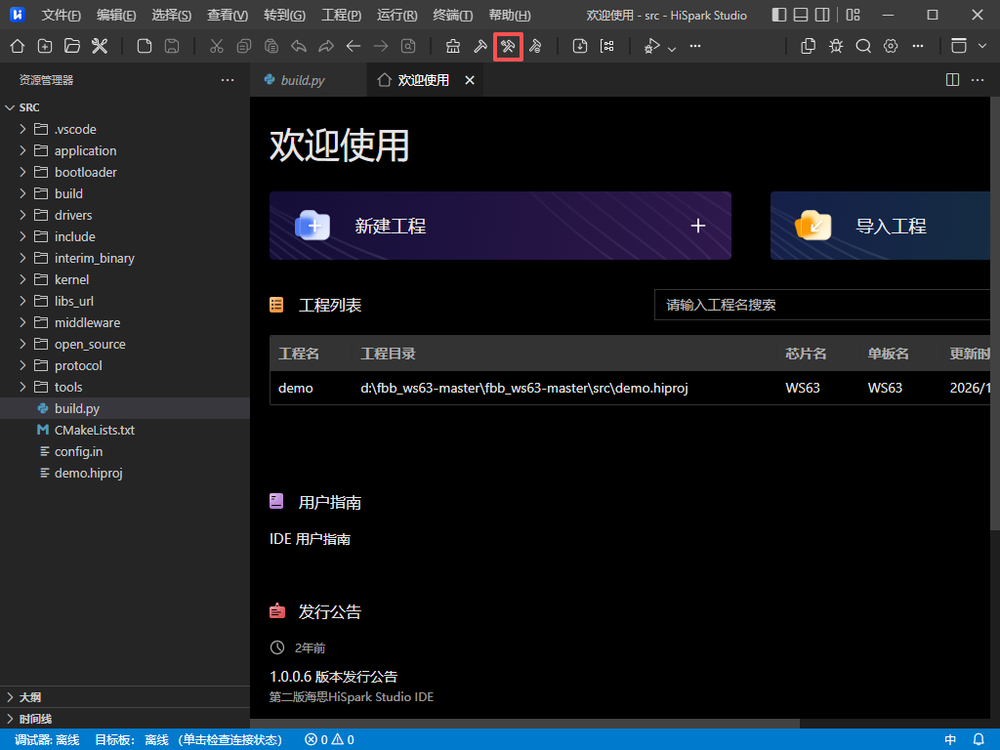 文件(F) 编辑(E) 选择(S) 查看(V) 转到(G) 工程(P) 运行(R) 终端(T) 帮助(H) 欢迎使用 - src - HiSpark Studio
资源管理器
build.py
欢迎使用
SRC
.vscode
application
bootloader
build
drivers
include
interim_binary
kernel
libs_url
middleware
open_source
protocol
tools
build.py
CMakeLists.txt
config.in
demo.hiproj
大纲
时间线
欢迎使用
新建工程
导入工程
工程列表
请输入工程名搜索
工程名 工程目录 芯片名 单板名 更新时
demo d:\fbb_ws63-master\fbb_ws63-master\src\demo.hiproj WS63 WS63 2026/1
用户指南
IDE 用户指南
发行公告
2年前
1.0.0.6 版本发行公告
第二版海思HiSpark Studio IDE
调试器: 离线 目标板: 离线 (单击检查连接状态) 0 0 中